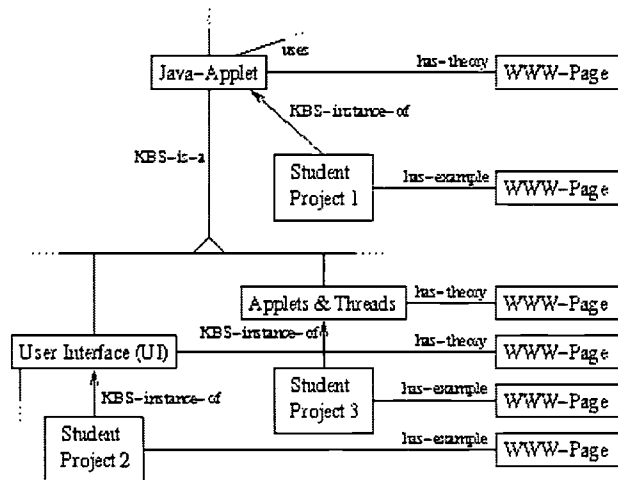 uses
Java-Applet
has-theory
WWW-Page
KBS-instance-of
KBS-is-a
Student
Project 1
has-example
WWW-Page
Applets & Threads
has-theory
WWW-Page
KBS-instance-of
User Interface (UI)
has-theory
WWW-Page
KBS-instance-of
Student
Project 3
has-example
WWW-Page
Student
Project 2
has-example
WWW-Page